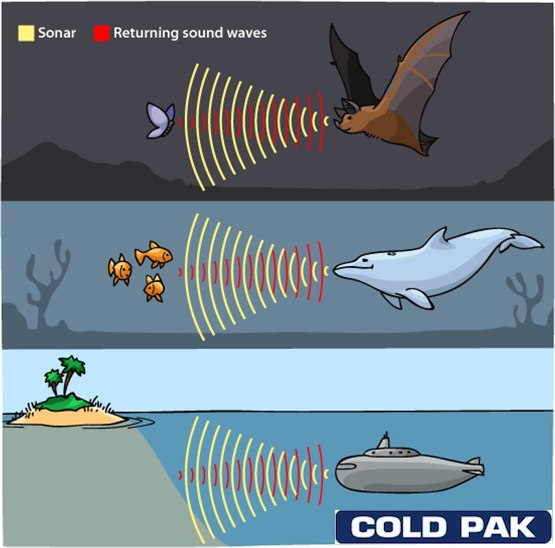 Sonar
Returning sound waves
COLD PAK